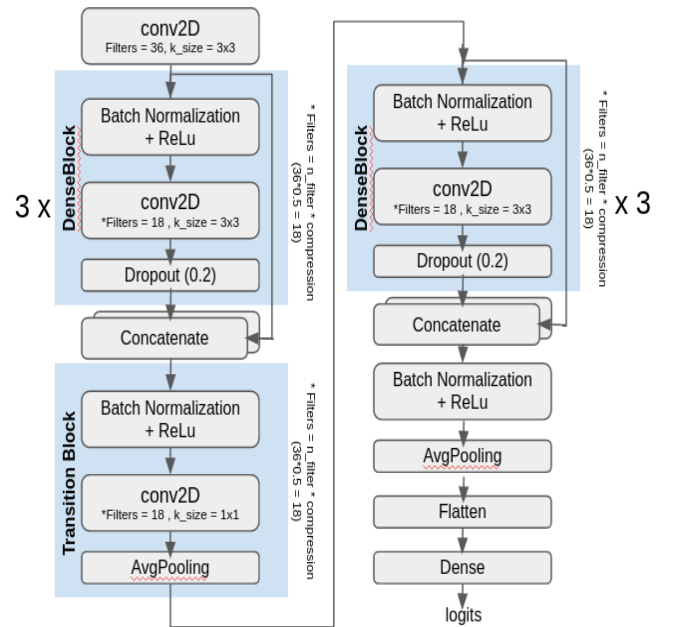 conv2D
Filters = 36, k_size = 3x3
3 x
DenseBlock
Batch Normalization
+ ReLu
conv2D
*Filters = 18 , k_size = 3x3
Dropout (0.2)
* Filters = n_filter * compression
(36*0.5 = 18)
Concatenate
Transition Block
Batch Normalization
+ ReLu
conv2D
*Filters = 18 , k_size = 1x1
AvgPooling
* Filters = n_filter * compression
(36*0.5 = 18)
DenseBlock
Batch Normalization
+ ReLu
conv2D
*Filters = 18 , k_size = 3x3
Dropout (0.2)
* Filters = n_filter * compression
(36*0.5 = 18)
x 3
Concatenate
Batch Normalization
+ ReLu
AvgPooling
Flatten
Dense
logits